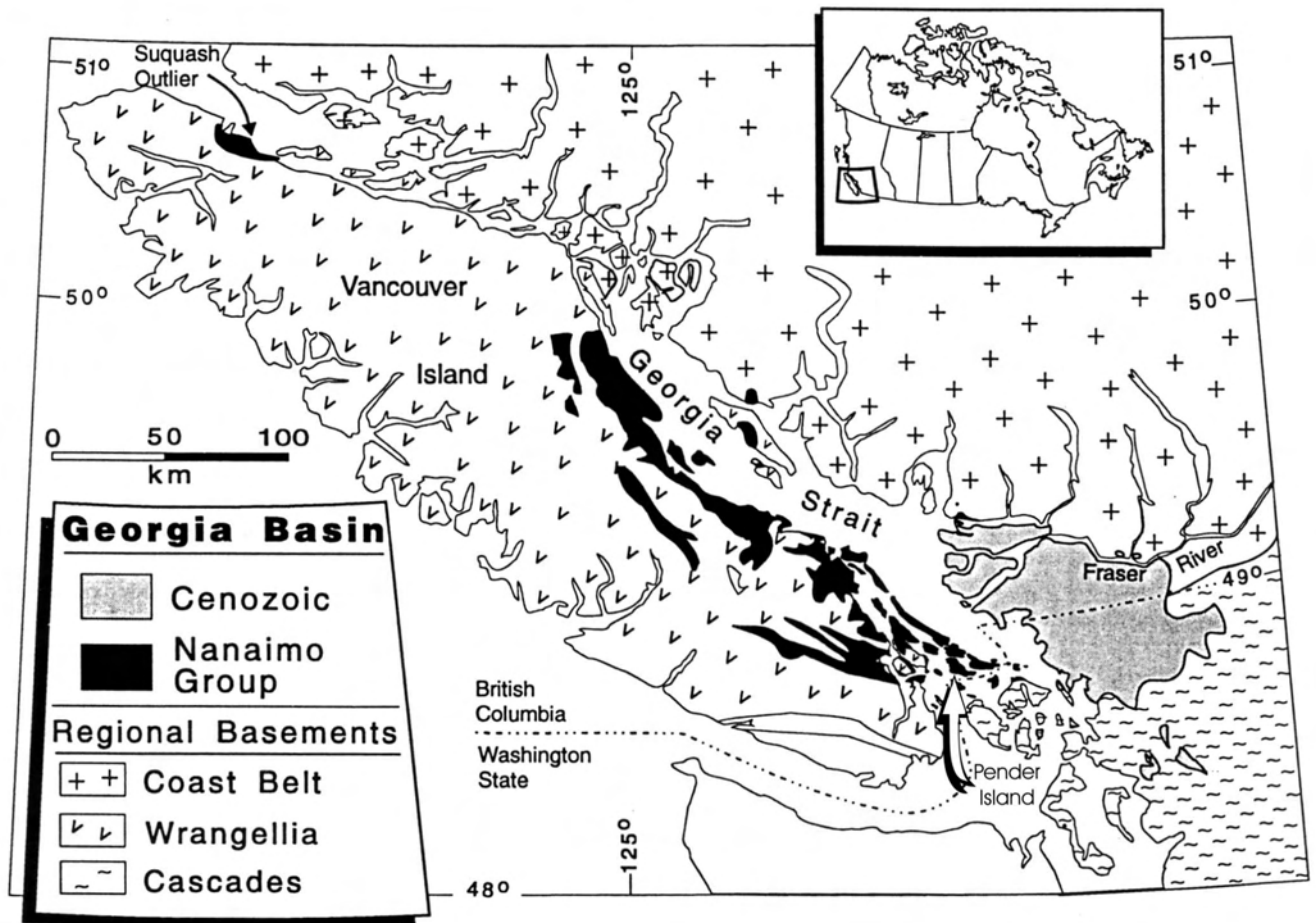 Suquash
Outlier
51°
125°
51°
50°
Vancouver
Island
50°
Georgia
Strait
0 50 100
km
Georgia Basin
Cenozoic
Nanaimo
Group
Regional Basements
Coast Belt
Wrangellia
Cascades
Fraser
River
49°
British
Columbia
Washington
State
Pender
Island
125°
48°